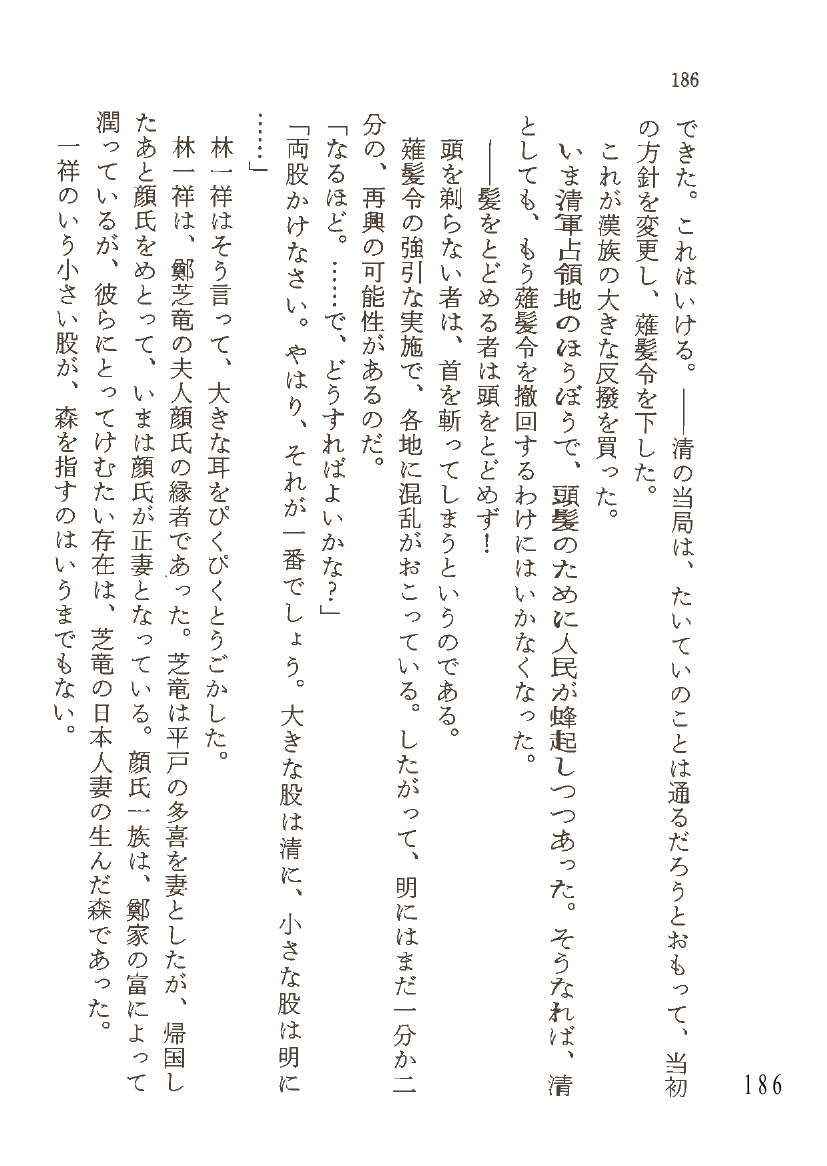 186
できた。これはいける。――清の当局は、たいていのことは通るだろうとおもって、当初
の方針を変更し、薙髪令を下した。
これが漢族の大きな反撥を買った。
いま清軍占領地のほうぼうで、頭髪のために人民が蜂起しつつあった。そうなれば、清
としても、もう薙髪令を撤回するわけにはいかなくなった。
――髪をとどめる者は頭をとどめず！
頭を剃らない者は、首を斬ってしまうというのである。
薙髪令の強引な実施で、各地に混乱がおこっている。したがって、明にはまだ一分か二
分の、再興の可能性があるのだ。
「なるほど。……で、どうすればよいかな？」
「両股かけなさい。やはり、それが一番でしょう。大きな股は清に、小さな股は明に
……」
林一祥はそう言って、大きな耳をぴくぴくとうごかした。
林一祥は、鄭芝竜の夫人顔氏の縁者であった。芝竜は平戸の多喜を妻としたが、帰国し
たあと顔氏をめとって、いまは顔氏が正妻となっている。顔氏一族は、鄭家の富によって
潤っているが、彼らにとってけむたい存在は、芝竜の日本人妻の生んだ森であった。
一祥のいう小さい股が、森を指すのはいうまでもない。
186